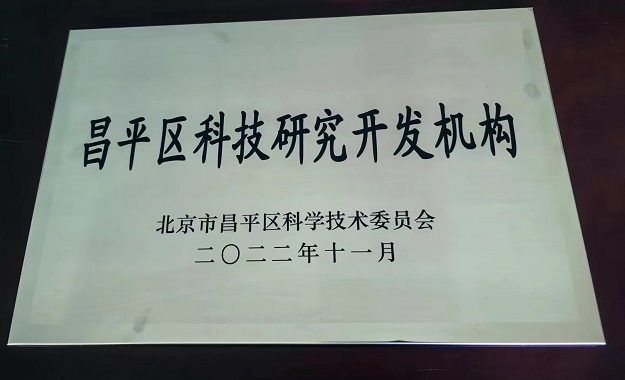 昌平区科技研究开发机构
北京市昌平区科学技术委员会
二〇二二年十一月